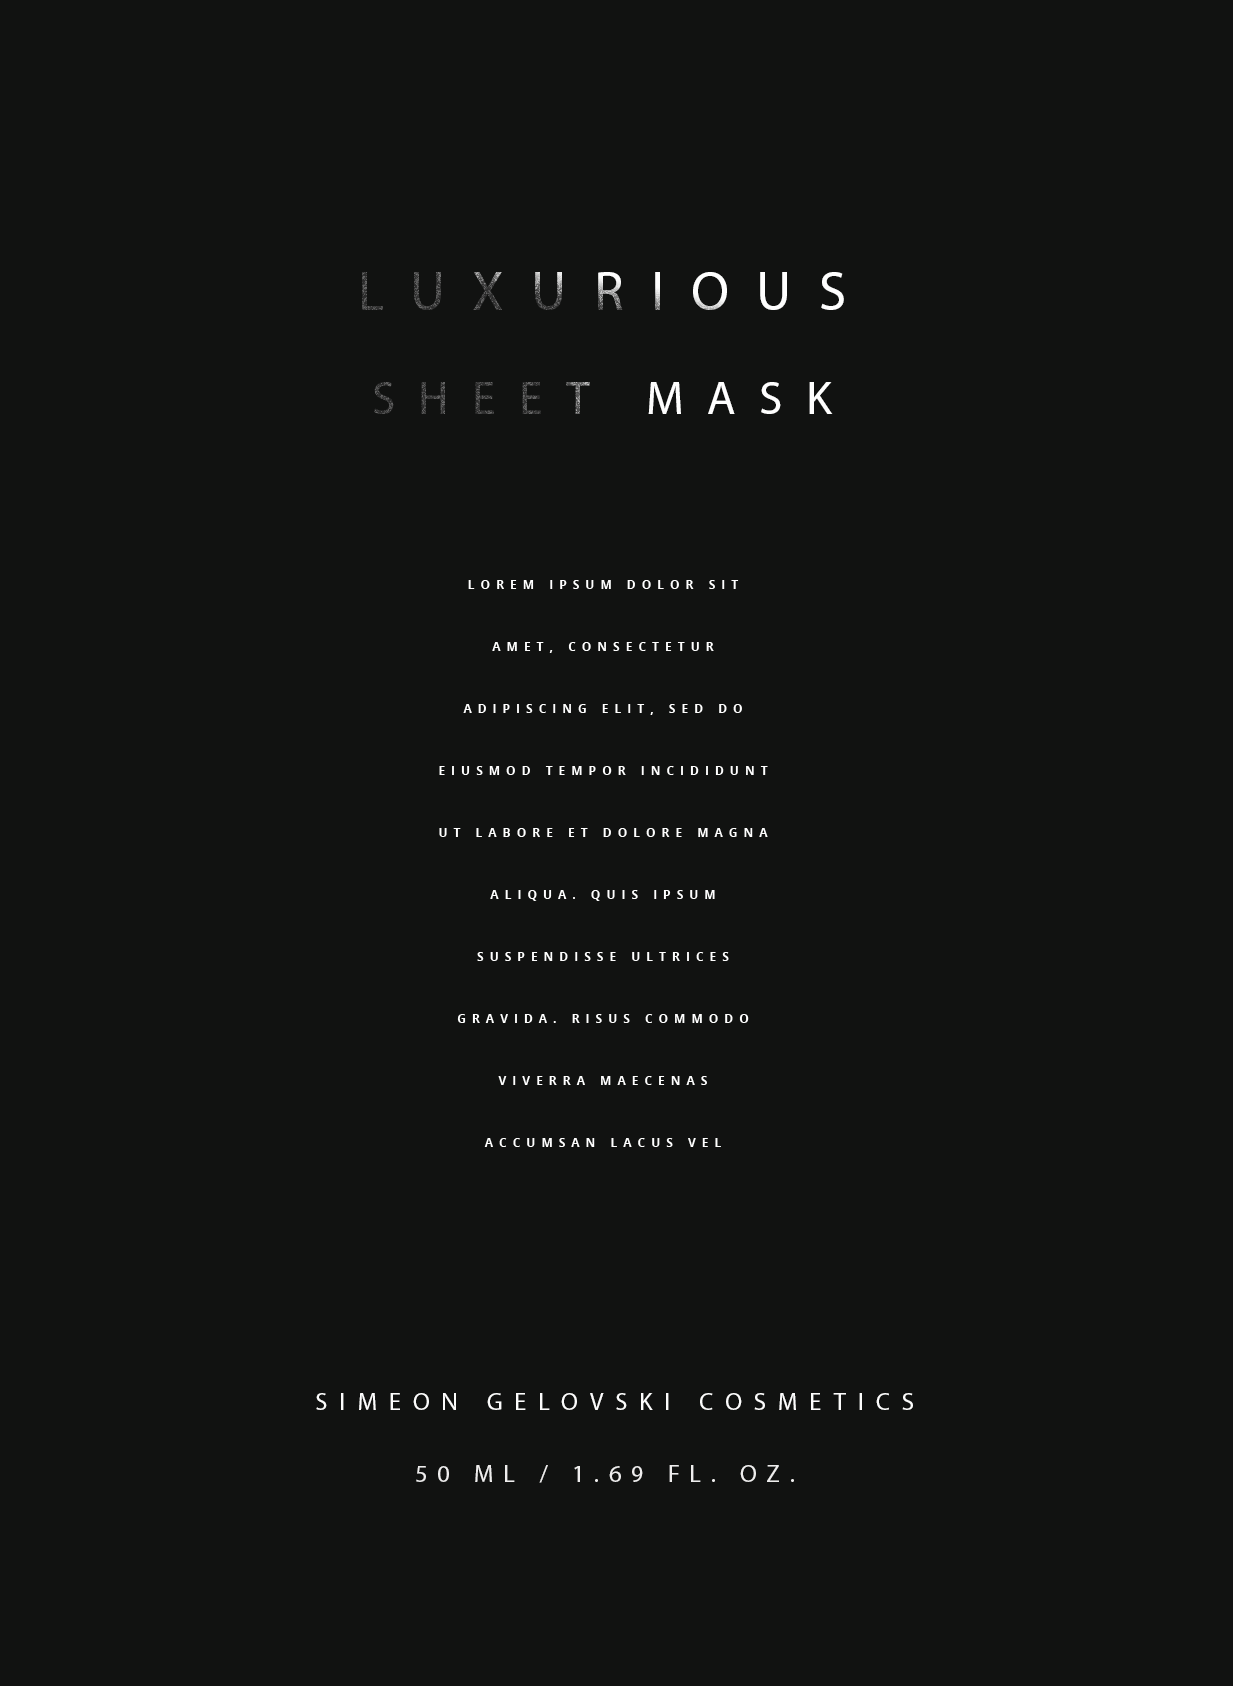 LUXURIOUS
SHEET MASK
LOREM IPSUM DOLOR SIT
AMET, CONSECTETUR
ADIPISCING ELIT, SED DO
EIUSMOD TEMPOR INCIDIDUNT
UT LABORE ET DOLORE MAGNA
ALIQUA. QUIS IPSUM
SUSPENDISSE ULTRICES
GRAVIDA. RISUS COMMODO
VIVERRA MAECENAS
ACCUMSAN LACUS VEL
SIMEON GELOVSKI COSMETICS
50 ML / 1.69 FL. OZ.